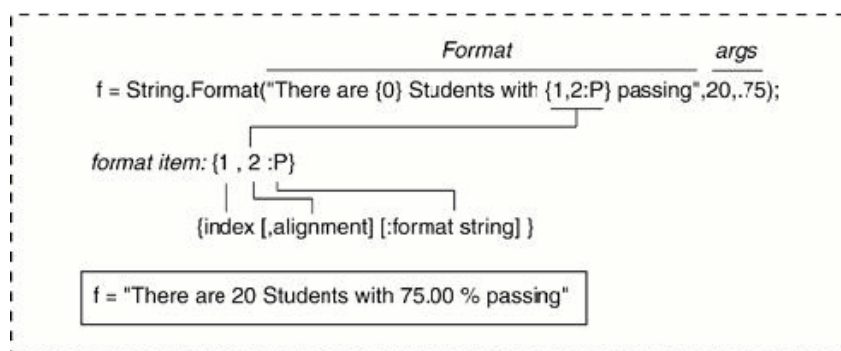 Format args
f = String.Format("There are {0} Students with {1,2:P} passing",20,.75);
format item: {1 , 2 :P}
{index [,alignment] [:format string] }
f = "There are 20 Students with 75.00 % passing"